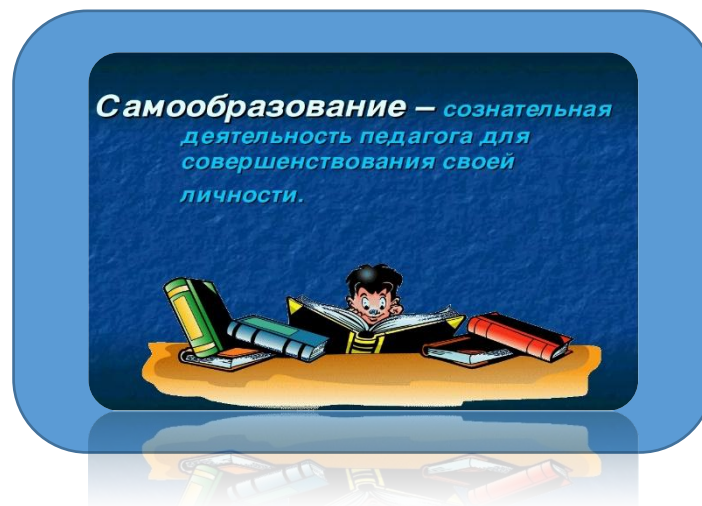 Самообразование – сознательная
деятельность педагога для
совершенствования своей
личности.